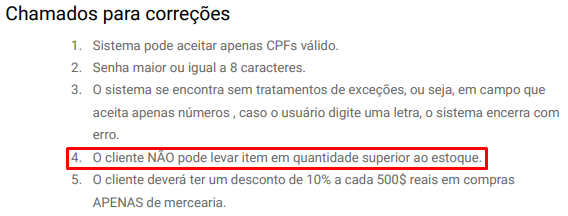 Chamados para correções
1. Sistema pode aceitar apenas CPFs válido.
2. Senha maior ou igual a 8 caracteres.
3. O sistema se encontra sem tratamentos de exceções, ou seja, em campo que
aceita apenas números , caso o usuário digite uma letra, o sistema encerra com
erro.
4. O cliente NÃO pode levar item em quantidade superior ao estoque.
5. O cliente deverá ter um desconto de 10% a cada 500$ reais em compras
APENAS de mercearia.